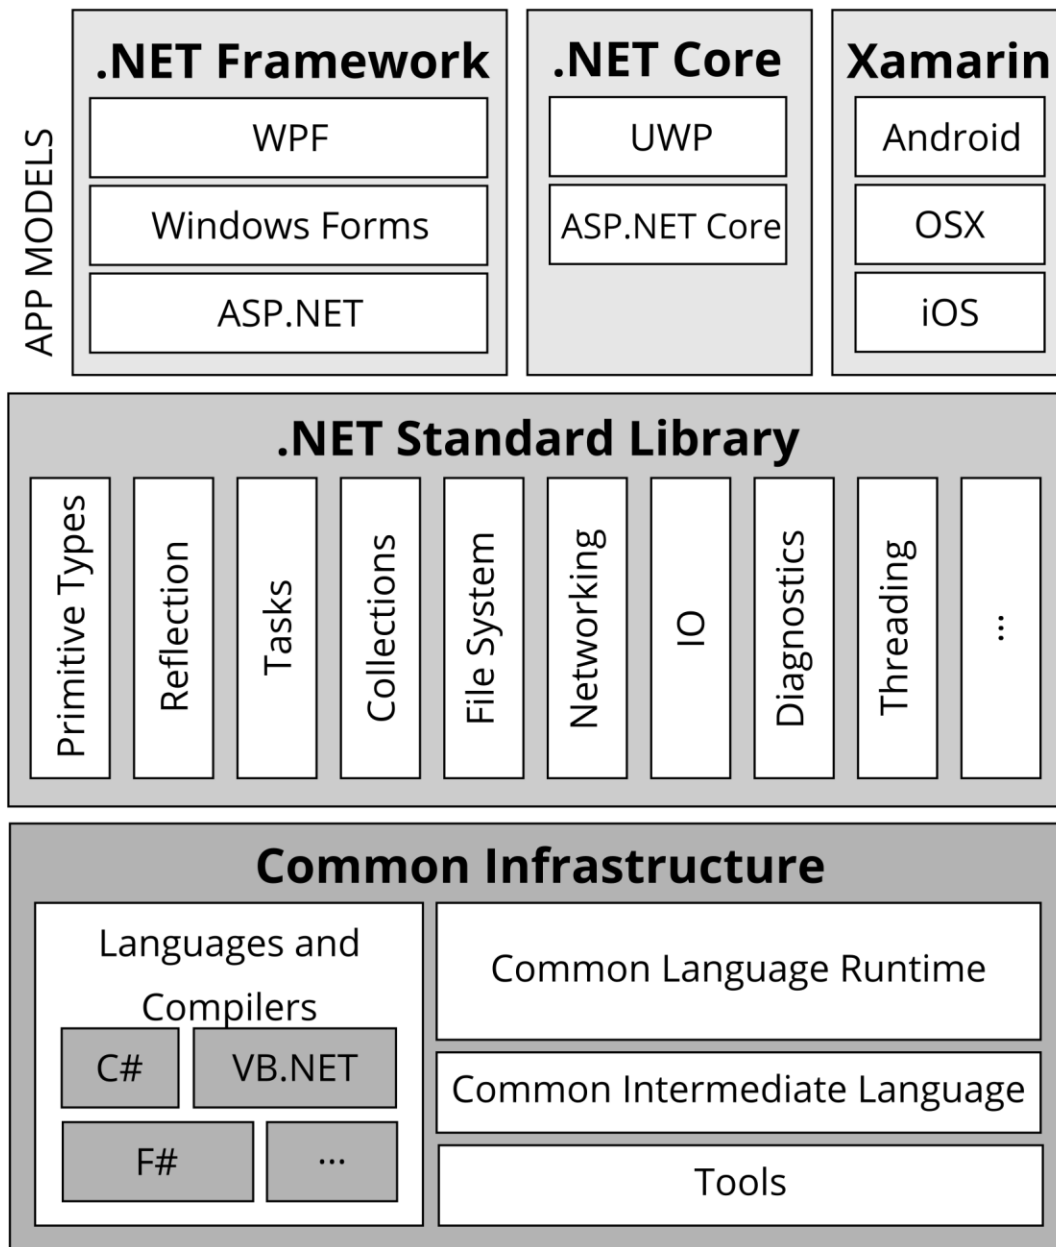 APP MODELS
.NET Framework
WPF
Windows Forms
ASP.NET
.NET Core
UWP
ASP.NET Core
Xamarin
Android
OSX
iOS
.NET Standard Library
Primitive Types
Reflection
Tasks
Collections
File System
Networking
IO
Diagnostics
Threading
...
Common Infrastructure
Languages and
Compilers
C#
VB.NET
F#
...
Common Language Runtime
Common Intermediate Language
Tools